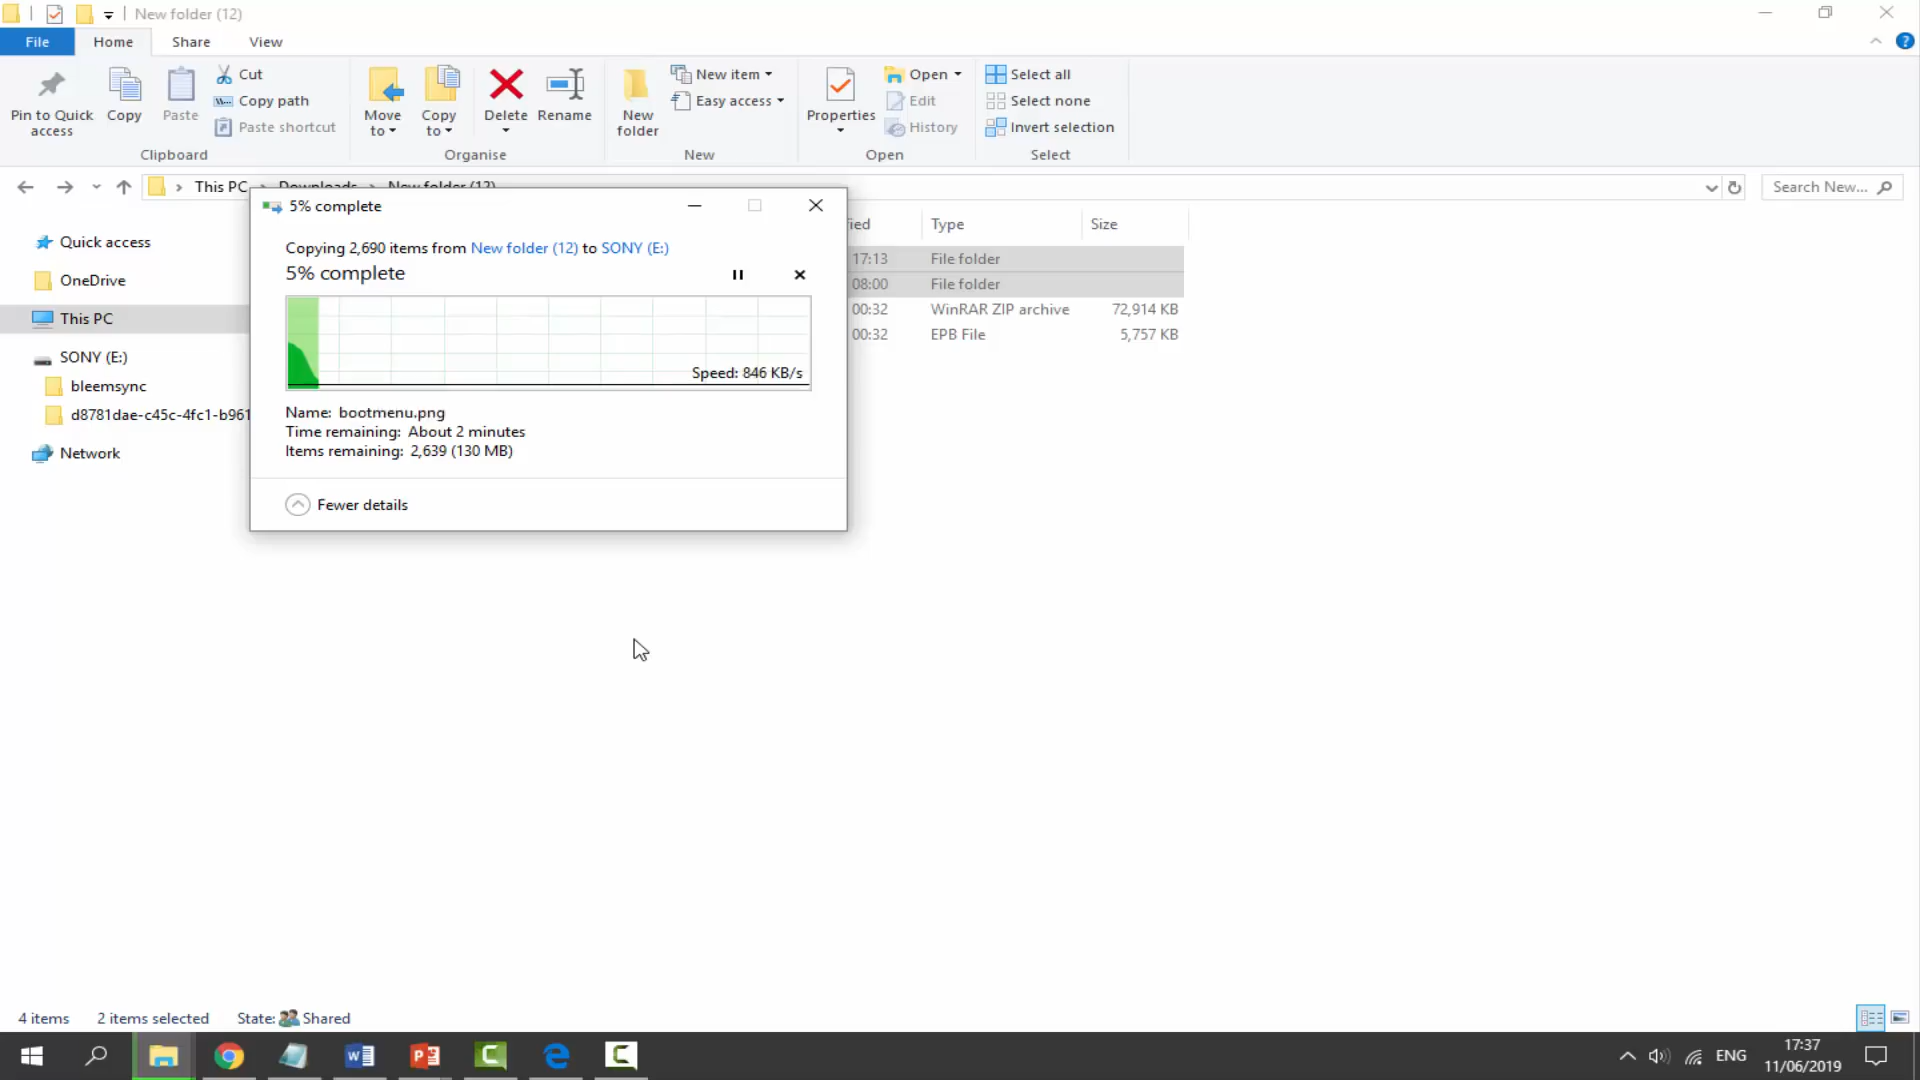 New folder (12)
File
Home
Share
View
Pin to Quick access
Copy
Paste
Cut
Copy path
Paste shortcut
Clipboard
Move to
Copy to
Delete
Rename
Organise
New folder
New item
Easy access
New
Properties
Open
Edit
History
Open
Select all
Select none
Invert selection
Select
This PC
Downloads
New folder (12)
Search New...
Quick access
OneDrive
This PC
SONY (E:)
bleemsync
d8781dae-c45c-4fc1-b961
Network
5% complete
Copying 2,690 items from New folder (12) to SONY (E:)
5% complete
Speed: 846 KB/s
Name: bootmenu.png
Time remaining: About 2 minutes
Items remaining: 2,639 (130 MB)
Fewer details
Type
Size
17:13 File folder
08:00 File folder
00:32 WinRAR ZIP archive 72,914 KB
00:32 EPB File 5,757 KB
4 items
2 items selected
State: Shared
ENG
17:37
11/06/2019